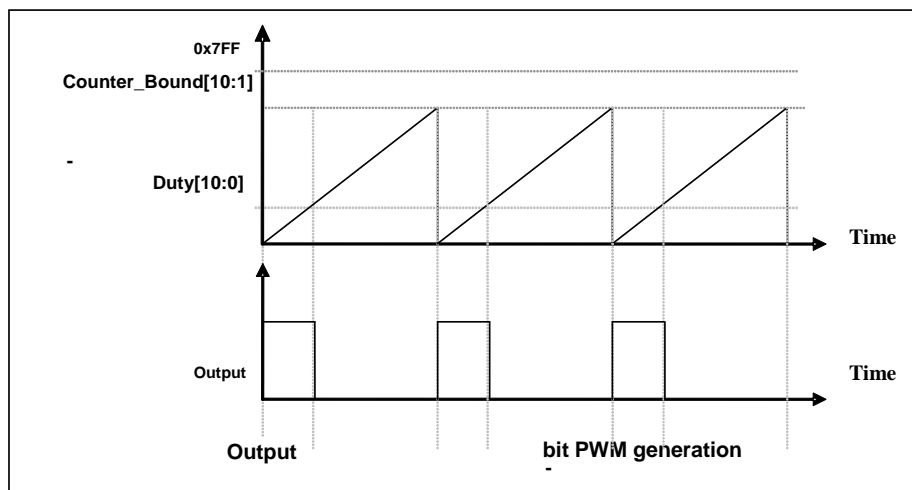 0x7FF
Counter_Bound[10:1]
-
Duty[10:0]
Time
Output
Time
Output bit PWM generation
-